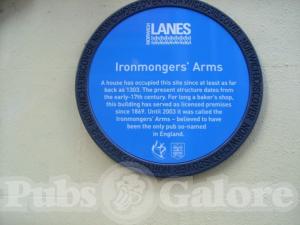 NORWICH
LANES
Ironmongers' Arms
A house has occupied this site since at least as far
back as 1303. The present structure dates from
the early-17th century. For long a baker's shop,
this building has served as licensed premises
since 1869. Until 2003 it was called the
Ironmongers' Arms – believed to have
been the only pub so-named
in England.
Pubs Galore